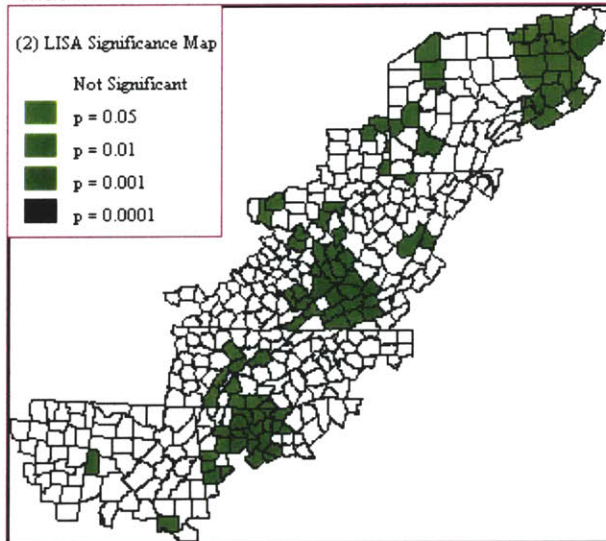 (2) LISA Significance Map
Not Significant
p = 0.05
p = 0.01
p = 0.001
p = 0.0001